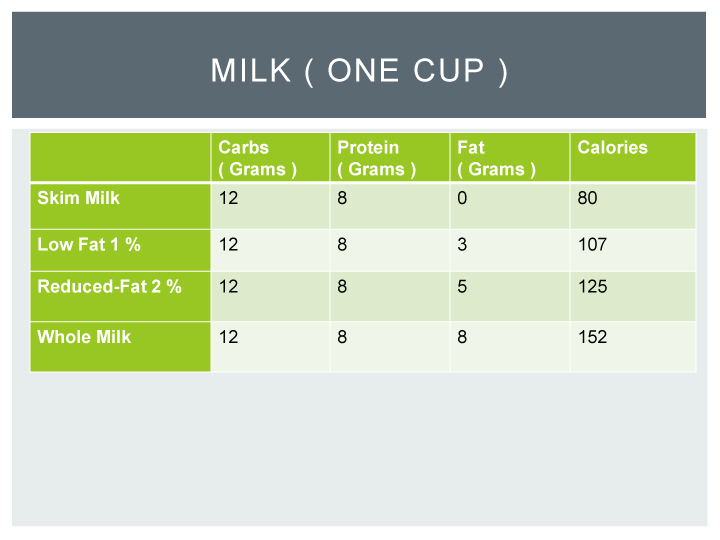 MILK ( ONE CUP )
Carbs ( Grams ) Protein ( Grams ) Fat ( Grams ) Calories
Skim Milk 12 8 0 80
Low Fat 1 % 12 8 3 107
Reduced-Fat 2 % 12 8 5 125
Whole Milk 12 8 8 152